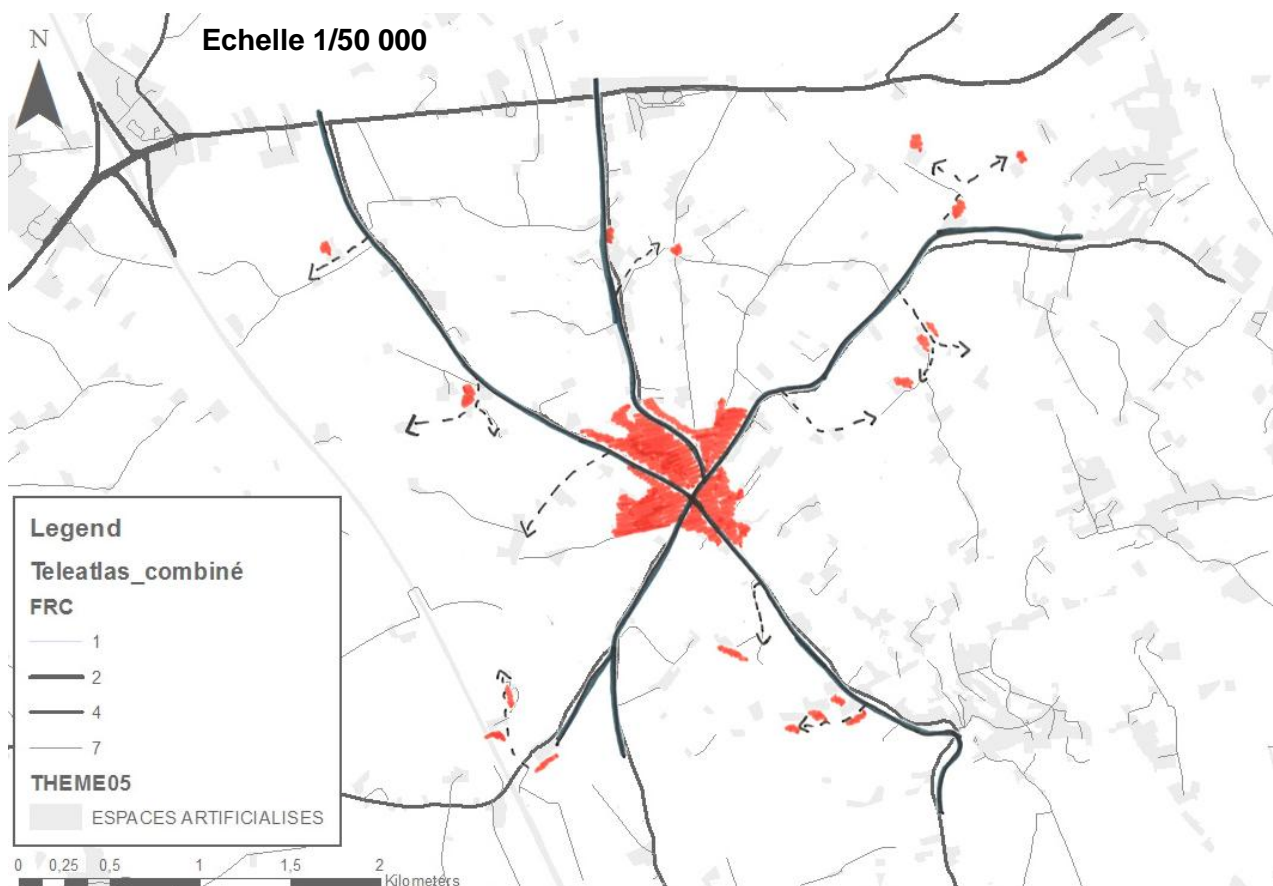 Echelle 1/50 000
N
Legend
Teleatlas_combiné
FRC
1
2
4
7
THEME05
ESPACES ARTIFICIALISES
0 0,25 0,5 1 1,5 2
Kilometers